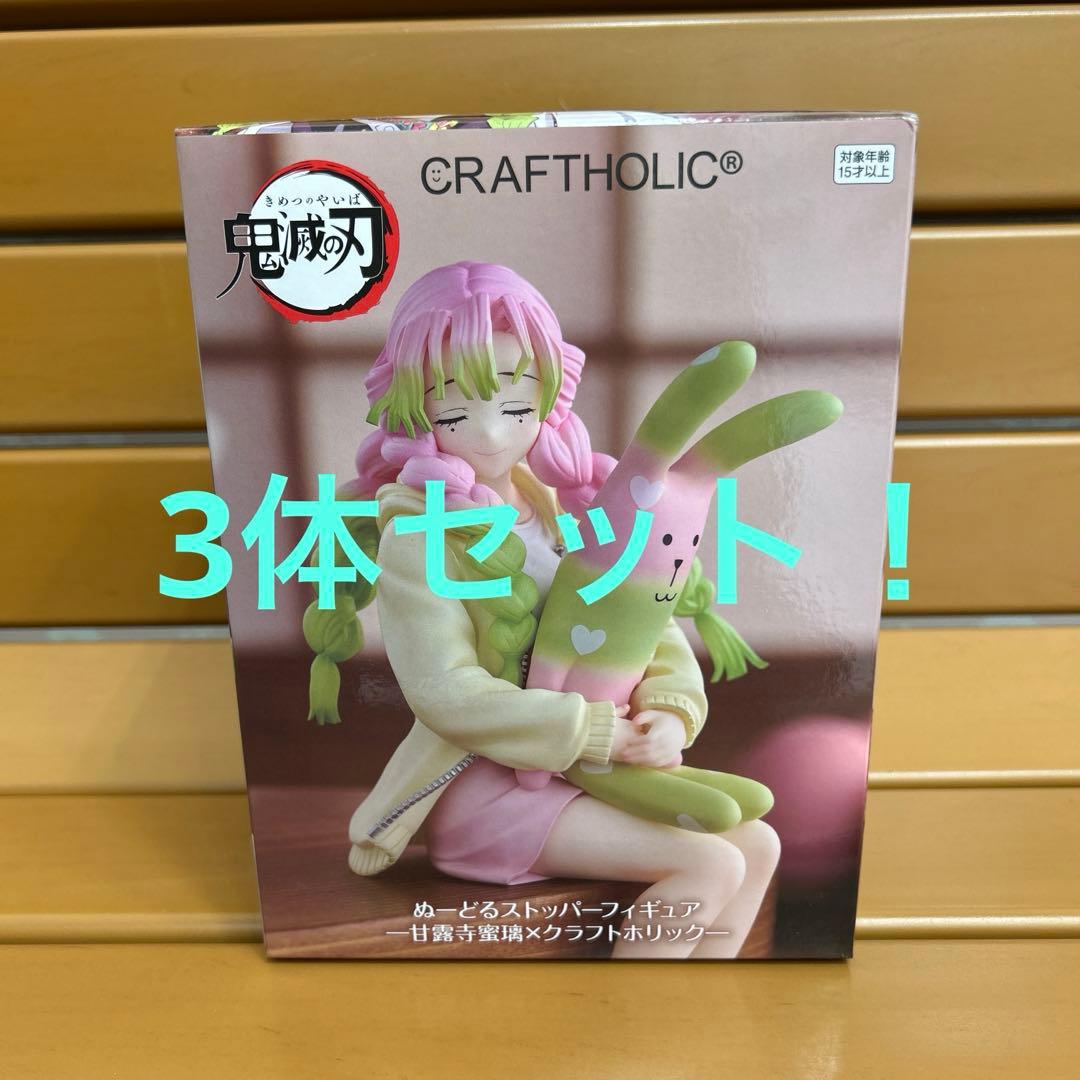 CRAFTHOLIC®
対象年齢
15才以上
きめつのやいば
鬼滅の刃
3体セット！
ぬーどるストッパーフィギュア
―甘露寺蜜璃×クラフトホリック―